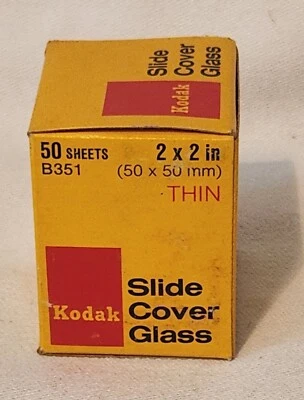 Slide
Cover
Glass
Kodak
50 SHEETS 2 x 2 in
B351 (50 x 50 mm)
THIN
Slide
Kodak Cover
Glass